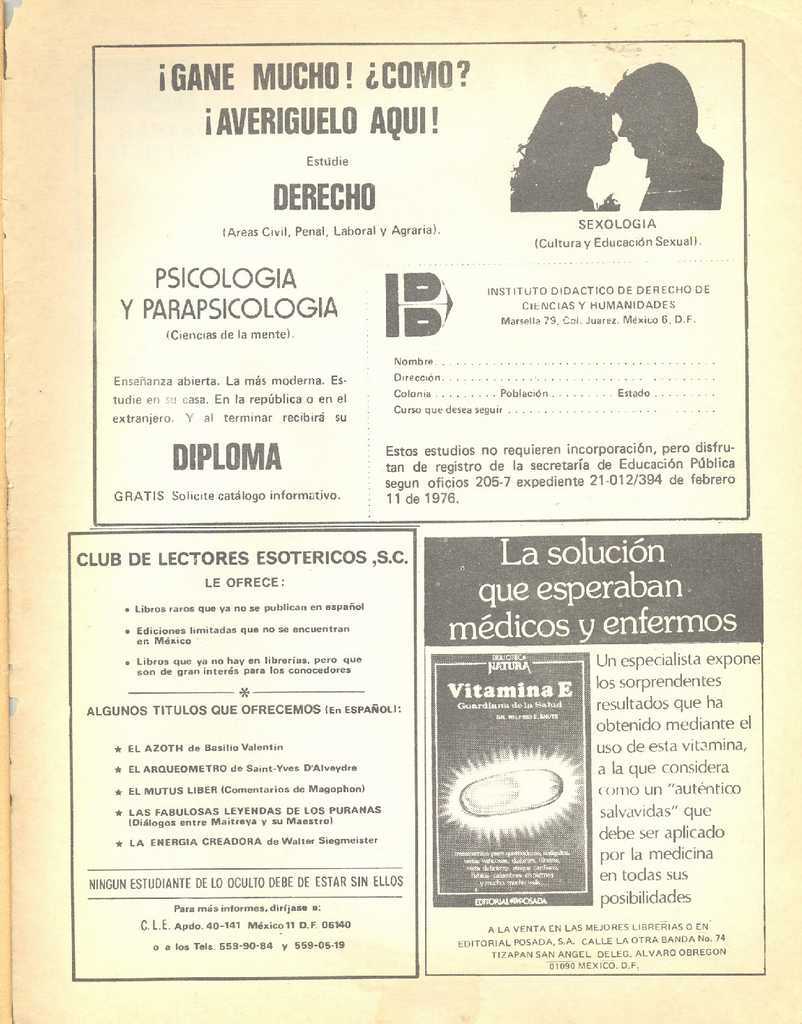 ¡GANE MUCHO! ¿COMO?
¡AVERIGUELO AQUI!
Estudie
DERECHO
(Areas Civil, Penal, Laboral y Agraria).
SEXOLOGIA
(Cultura y Educación Sexual).
PSICOLOGIA
Y PARAPSICOLOGIA
(Ciencias de la mente).
Enseñanza abierta. La más moderna. Es-
tudie en su casa. En la república o en el
extranjero. Y al terminar recibirá su
DIPLOMA
GRATIS Solicite catálogo informativo.
INSTITUTO DIDACTICO DE DERECHO DE
CIENCIAS Y HUMANIDADES
Marsella 79, Col. Juarez. México 6, D.F.
Nombre
Dirección
Colonia Población Estado
Curso que desea seguir
Estos estudios no requieren incorporación, pero disfru-
tan de registro de la secretaría de Educación Pública
segun oficios 205-7 expediente 21-012/394 de febrero
11 de 1976.
CLUB DE LECTORES ESOTERICOS ,S.C.
LE OFRECE:
• Libros raros que ya no se publican en español
• Ediciones limitadas que no se encuentran
en México
• Libros que ya no hay en librerías, pero que
son de gran interés para los conocedores
*
ALGUNOS TITULOS QUE OFRECEMOS (En ESPAÑOL):
★ EL AZOTH de Basilio Valentin
★ EL ARQUEOMETRO de Saint-Yves D'Alveydre
★ EL MUTUS LIBER (Comentarios de Magophon)
★ LAS FABULOSAS LEYENDAS DE LOS PURANAS
(Diálogos entre Maitreya y su Maestro)
★ LA ENERGIA CREADORA de Walter Siegmeister
NINGUN ESTUDIANTE DE LO OCULTO DEBE DE ESTAR SIN ELLOS
Para más informes, diríjase a:
C.L.E. Apdo. 40-141 México 11 D.F. 06140
o a los Tels. 553-90-84 y 559-05-19
La solución
que esperaban
médicos y enfermos
NATURA
Vitamina E
Guardiana de la Salud
DR. WILFRID E. SHUTE
EDITORIAL POSADA
Un especialista expone
los sorprendentes
resultados que ha
obtenido mediante el
uso de esta vitamina,
a la que considera
como un "auténtico
salvavidas" que
debe ser aplicado
por la medicina
en todas sus
posibilidades
A LA VENTA EN LAS MEJORES LIBRERIAS O EN
EDITORIAL POSADA, S.A. CALLE LA OTRA BANDA No. 74
TIZAPAN SAN ANGEL DELEG. ALVARO OBREGON
01090 MEXICO. D.F.